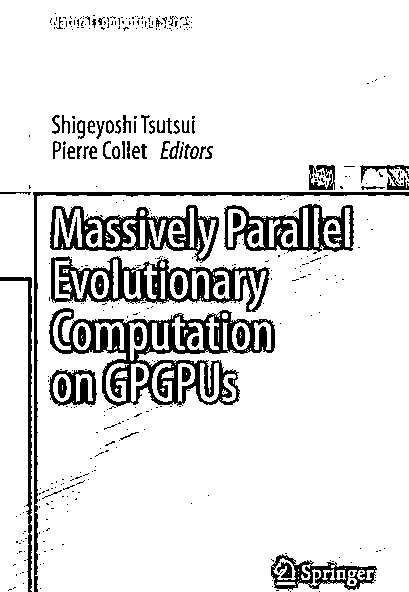 Natural Computing Series
Shigeyoshi Tsutsui
Pierre Collet Editors
Massively Parallel
Evolutionary
Computation
on GPGPUs
Springer